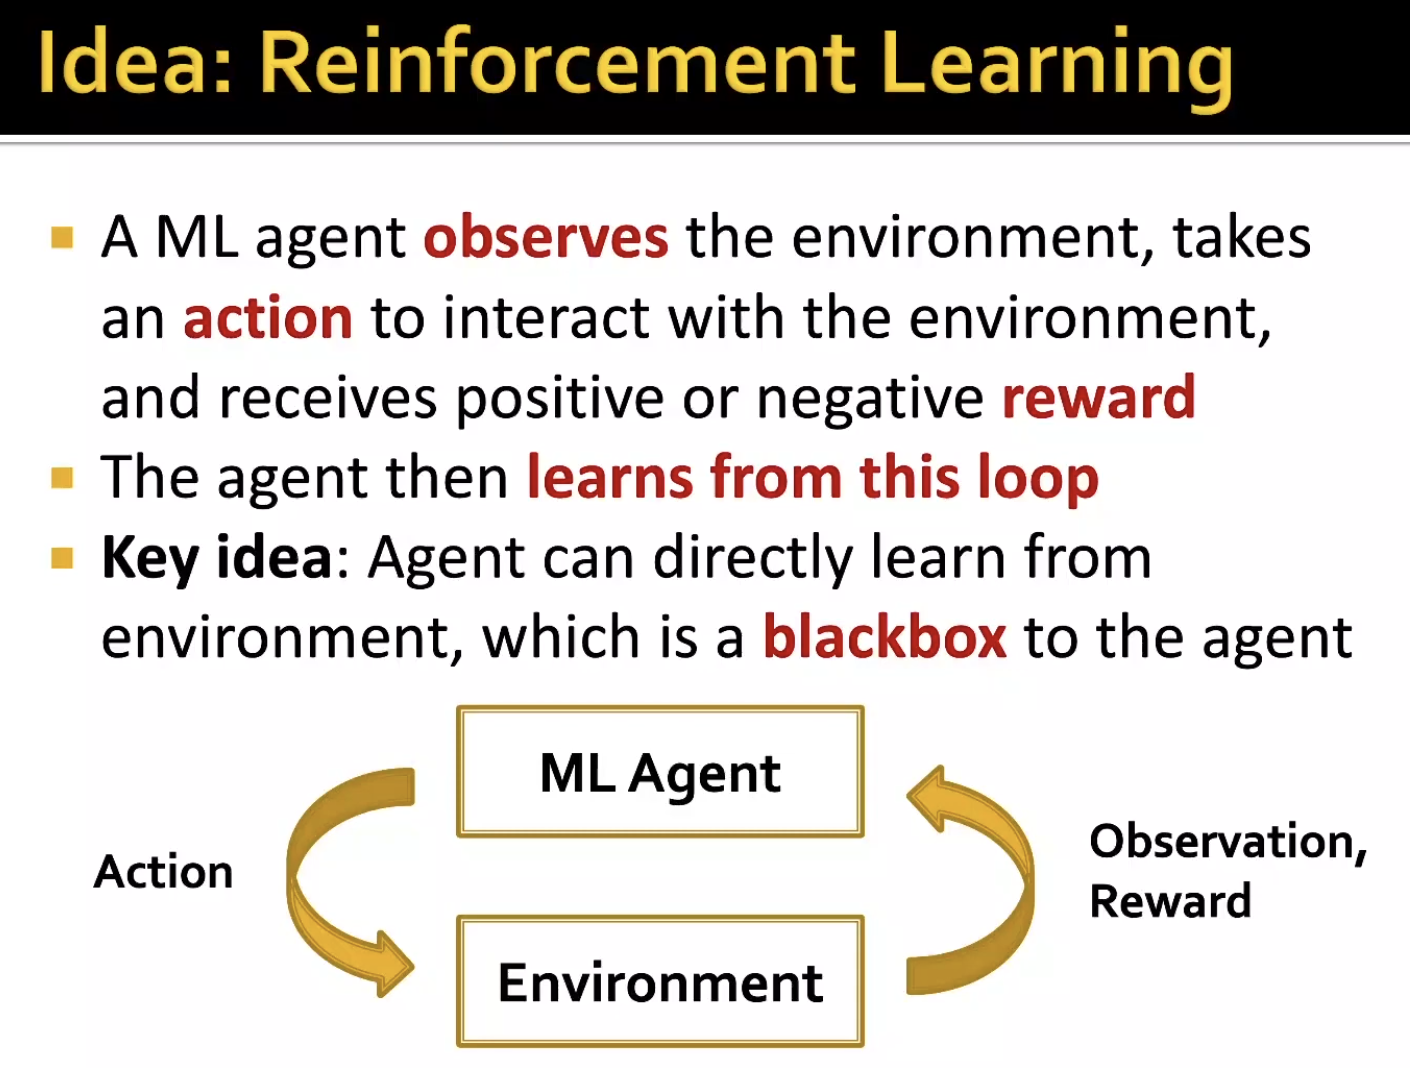 Idea: Reinforcement Learning
A ML agent observes the environment, takes
an action to interact with the environment,
and receives positive or negative reward
The agent then learns from this loop
Key idea: Agent can directly learn from
environment, which is a blackbox to the agent
ML Agent
Action
Observation,
Reward
Environment